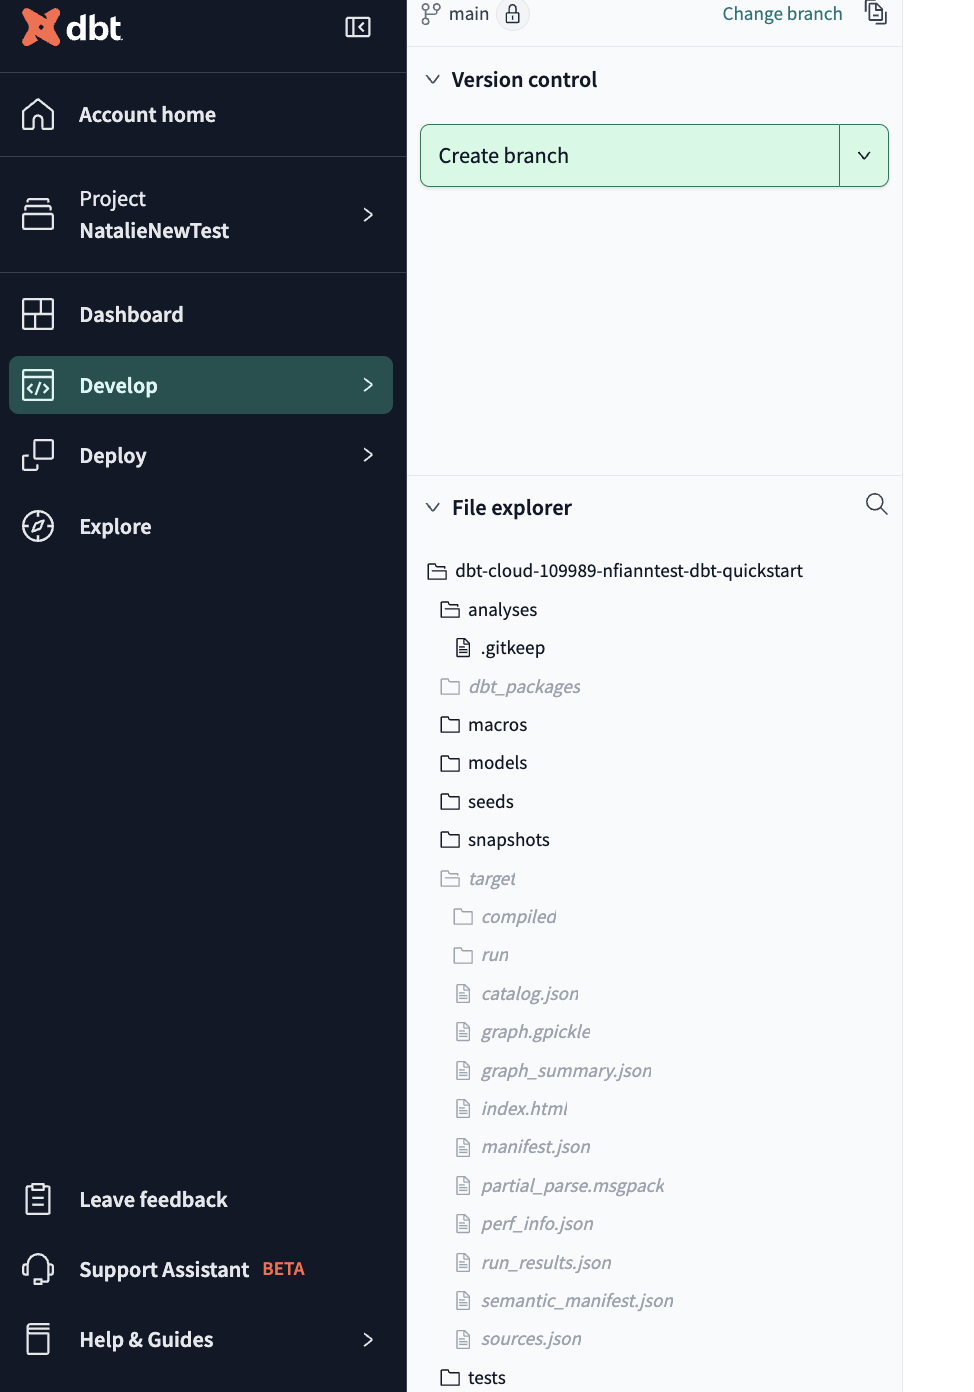 dbt
Account home
Project
NatalieNewTest
Dashboard
Develop
Deploy
Explore
Leave feedback
Support Assistant BETA
Help & Guides
main
Change branch
Version control
Create branch
File explorer
dbt-cloud-109989-nfianntest-dbt-quickstart
analyses
.gitkeep
dbt_packages
macros
models
seeds
snapshots
target
compiled
run
catalog.json
graph.gpickle
graph_summary.json
index.html
manifest.json
partial_parse.msgpack
perf_info.json
run_results.json
semantic_manifest.json
sources.json
tests